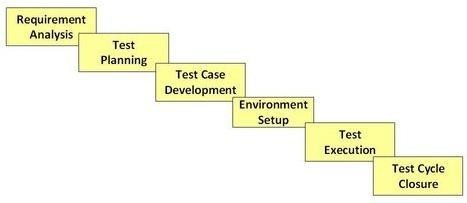 Requirement
Analysis
Test
Planning
Test Case
Development
Environment
Setup
Test
Execution
Test Cycle
Closure